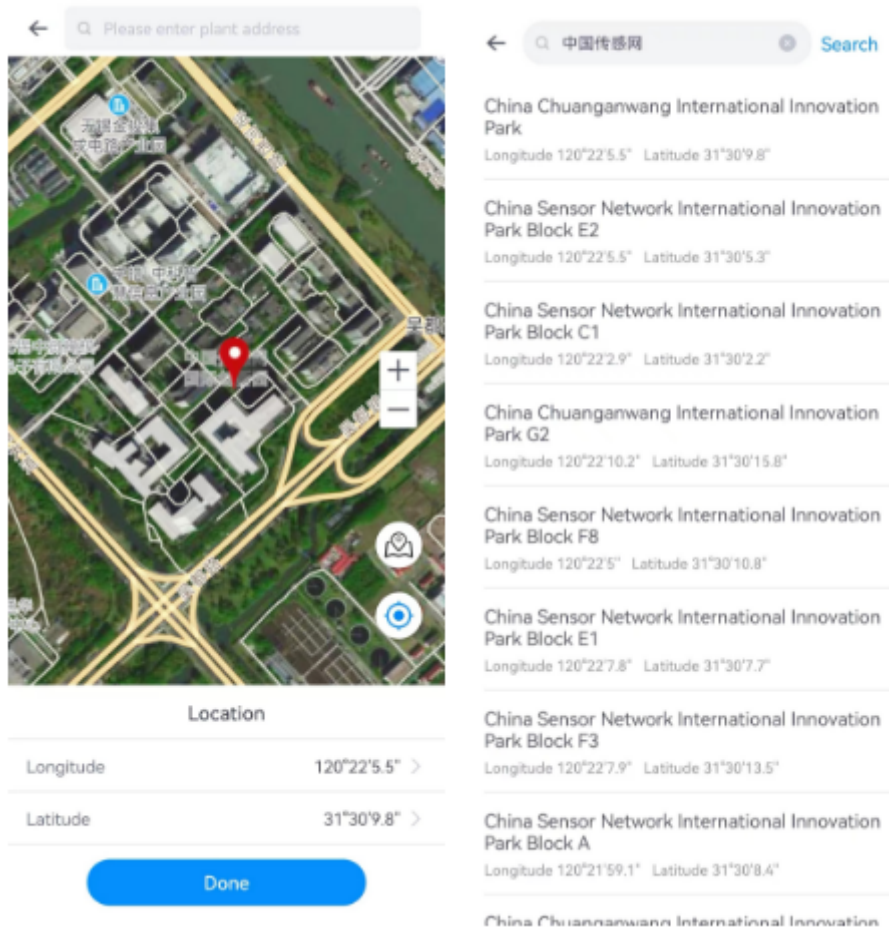 Please enter plant address
Location
Longitude 120°22'5.5"
Latitude 31°30'9.8"
Done
中国传感网
Search
China Chuanganwang International Innovation
Park
Longitude 120°22'5.5" Latitude 31°30'9.8"
China Sensor Network International Innovation
Park Block E2
Longitude 120°22'5.5" Latitude 31°30'5.3"
China Sensor Network International Innovation
Park Block C1
Longitude 120°22'2.9" Latitude 31°30'2.2"
China Chuanganwang International Innovation
Park G2
Longitude 120°22'10.2" Latitude 31°30'15.8"
China Sensor Network International Innovation
Park Block F8
Longitude 120°22'5" Latitude 31°30'10.8"
China Sensor Network International Innovation
Park Block E1
Longitude 120°22'7.8" Latitude 31°30'7.7"
China Sensor Network International Innovation
Park Block F3
Longitude 120°22'7.9" Latitude 31°30'13.5"
China Sensor Network International Innovation
Park Block A
Longitude 120°21'59.1" Latitude 31°30'8.4"
China Chuanganwang International Innovation